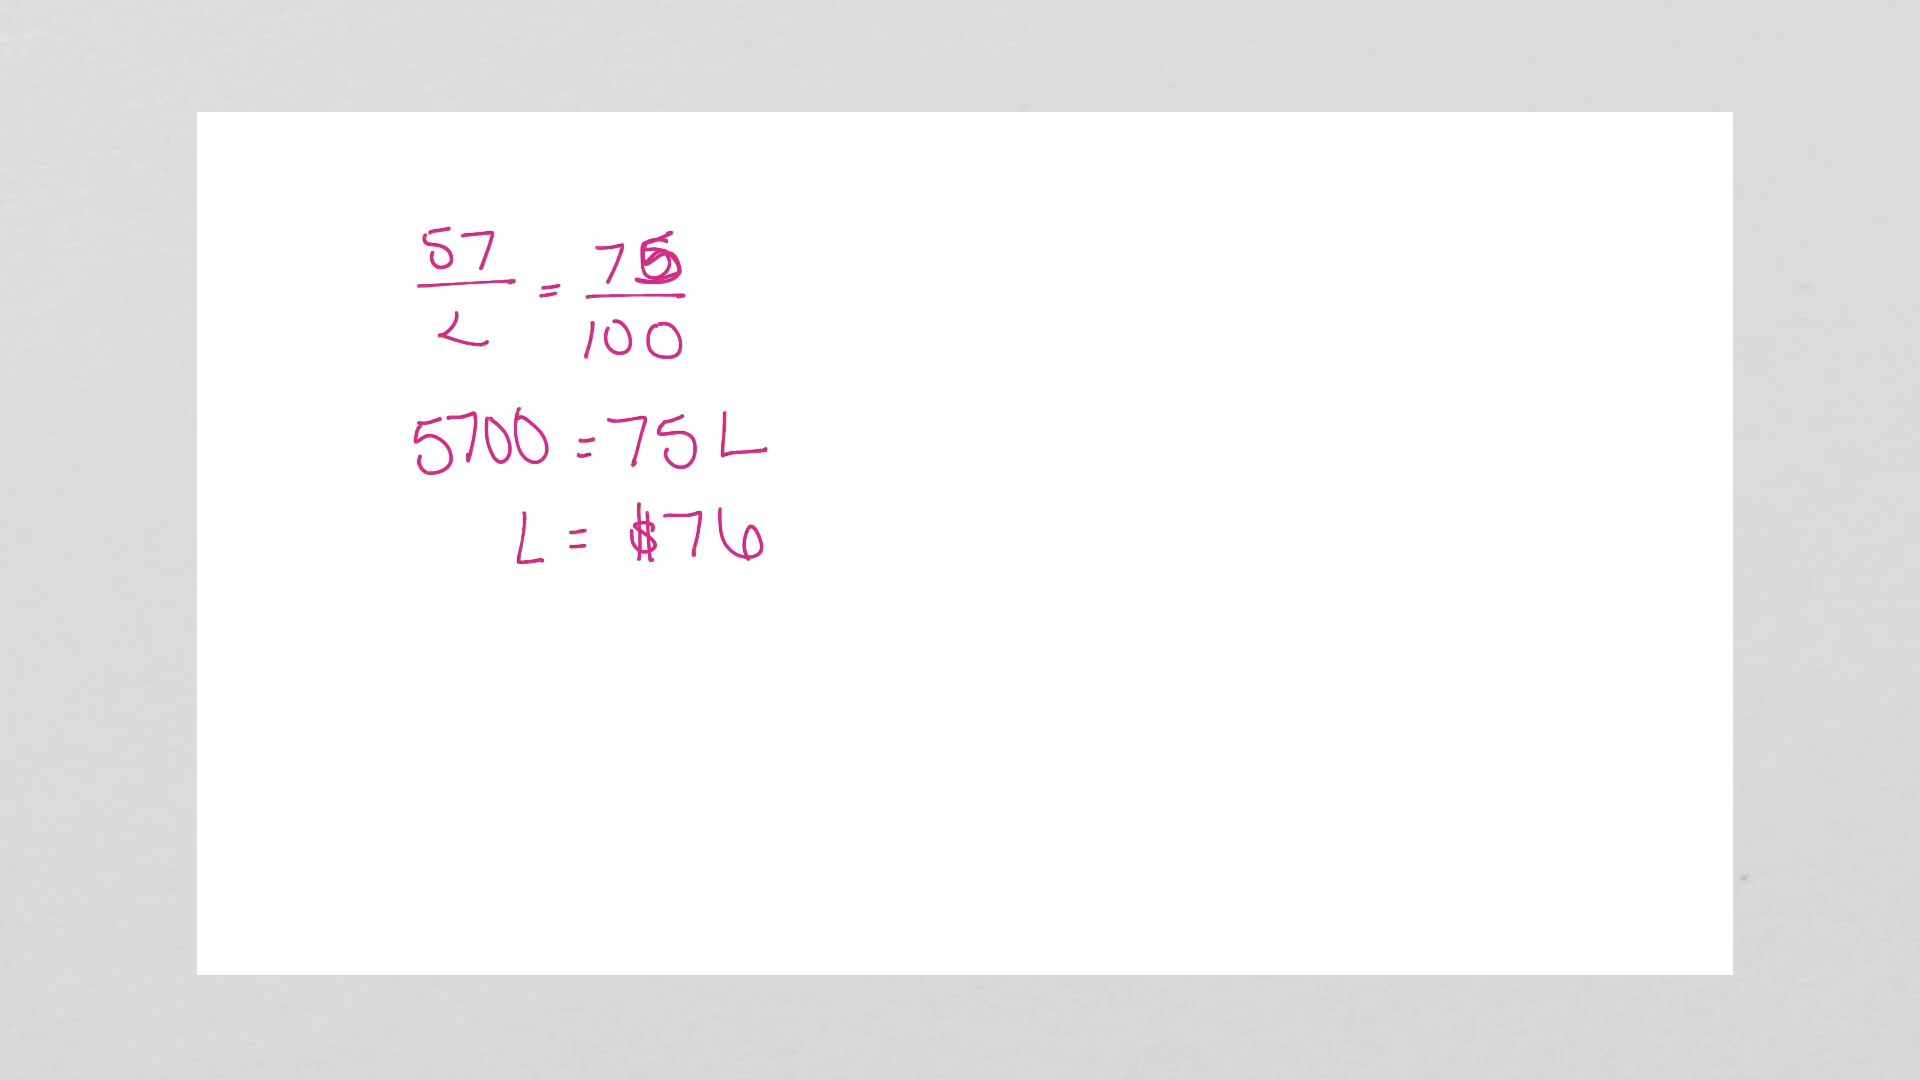 57/L = 75/100
5700 = 75L
L = $76